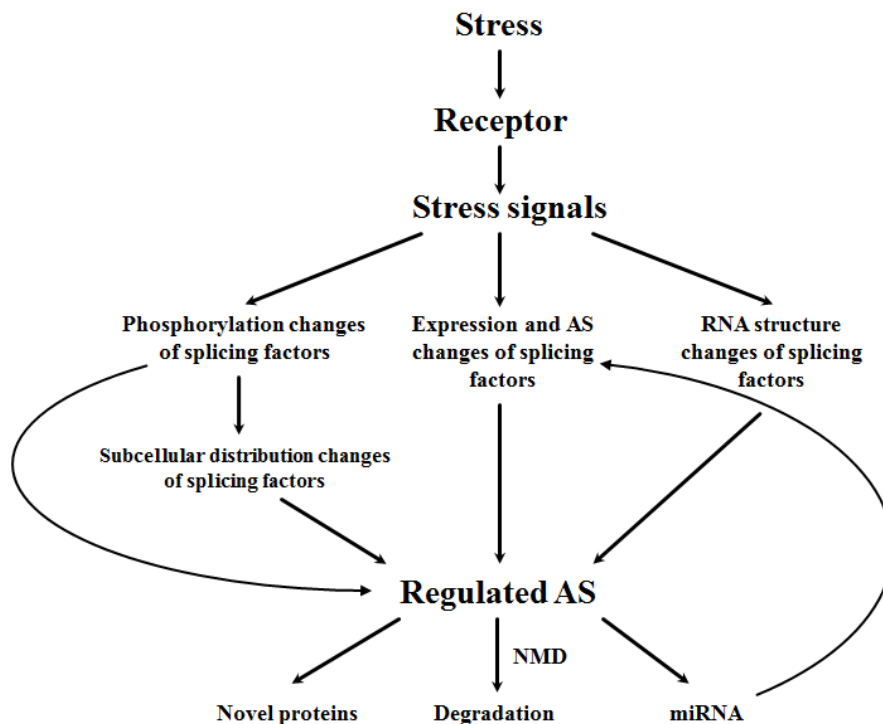 Stress
Receptor
Stress signals
Phosphorylation changes
of splicing factors
Expression and AS
changes of splicing
factors
RNA structure
changes of splicing
factors
Subcellular distribution changes
of splicing factors
Regulated AS
NMD
Novel proteins
Degradation
miRNA